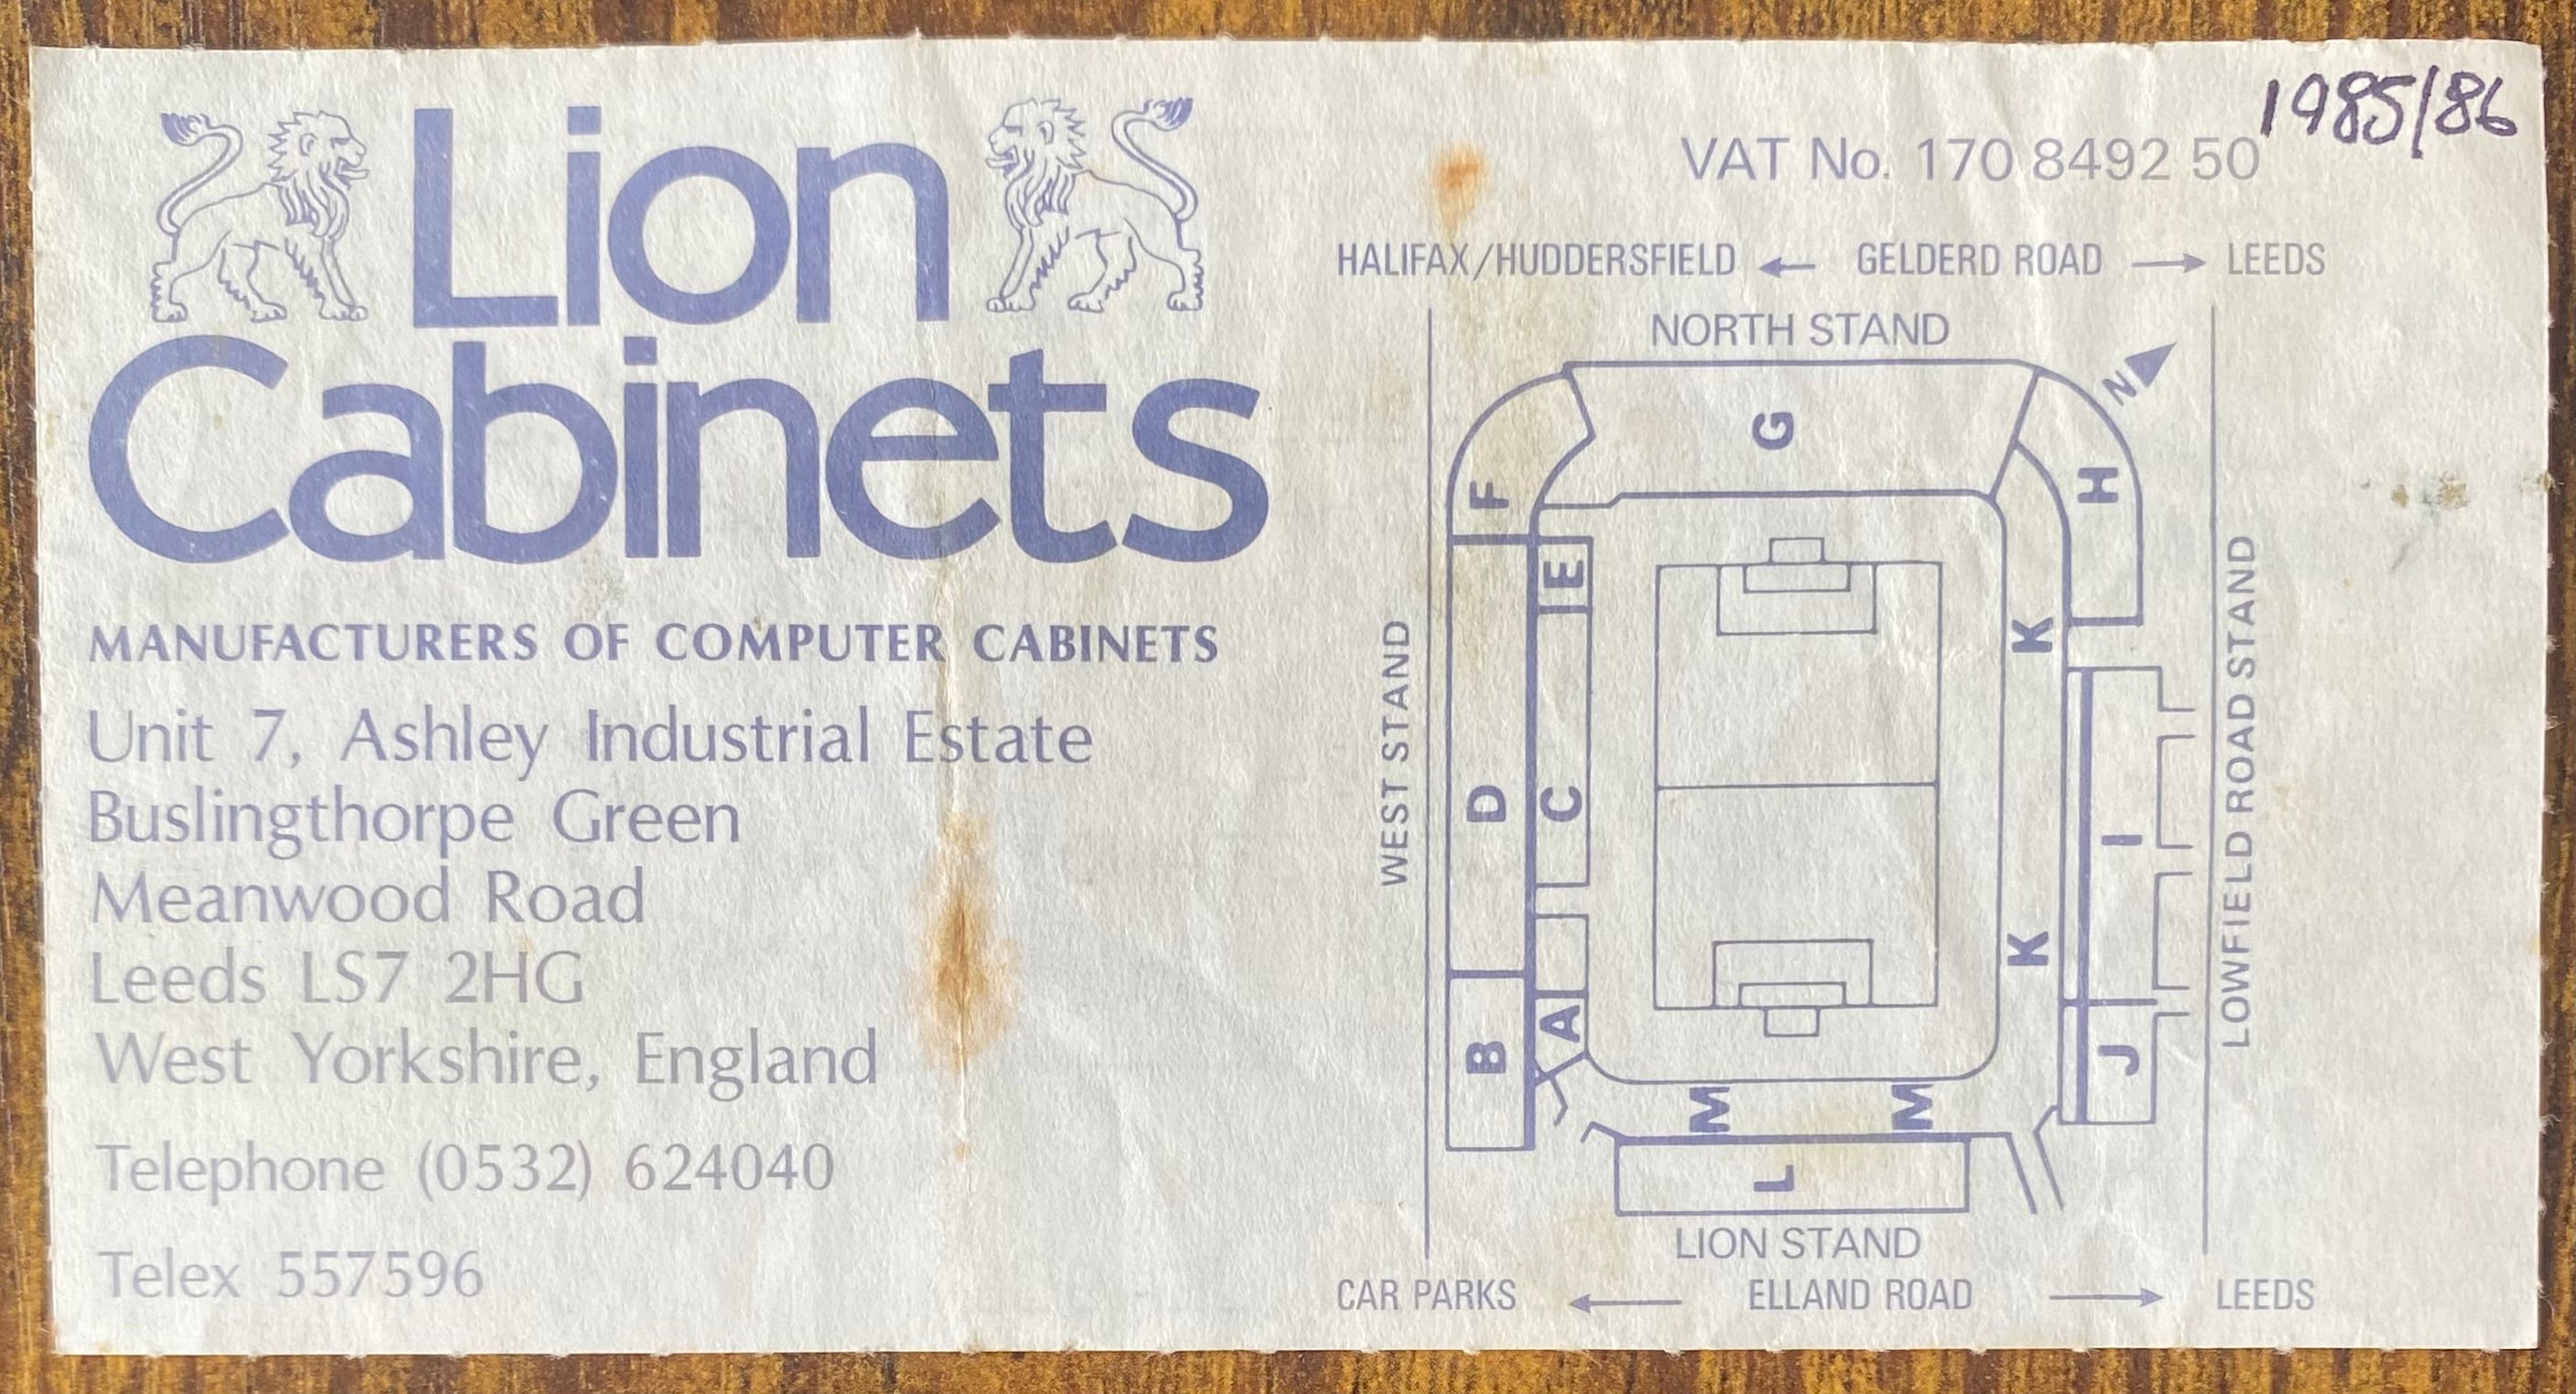 Lion
Cabinets
MANUFACTURERS OF COMPUTER CABINETS
Unit 7, Ashley Industrial Estate
Buslingthorpe Green
Meanwood Road
Leeds LS7 2HG
West Yorkshire, England
Telephone (0532) 624040
Telex 557596
1985/86
VAT No. 170 8492 50
HALIFAX/HUDDERSFIELD ← GELDERD ROAD → LEEDS
NORTH STAND
N
G
F
H
E
K
WEST STAND
D
C
I
LOWFIELD ROAD STAND
K
A
B
J
M M
L
LION STAND
CAR PARKS ← ELLAND ROAD → LEEDS